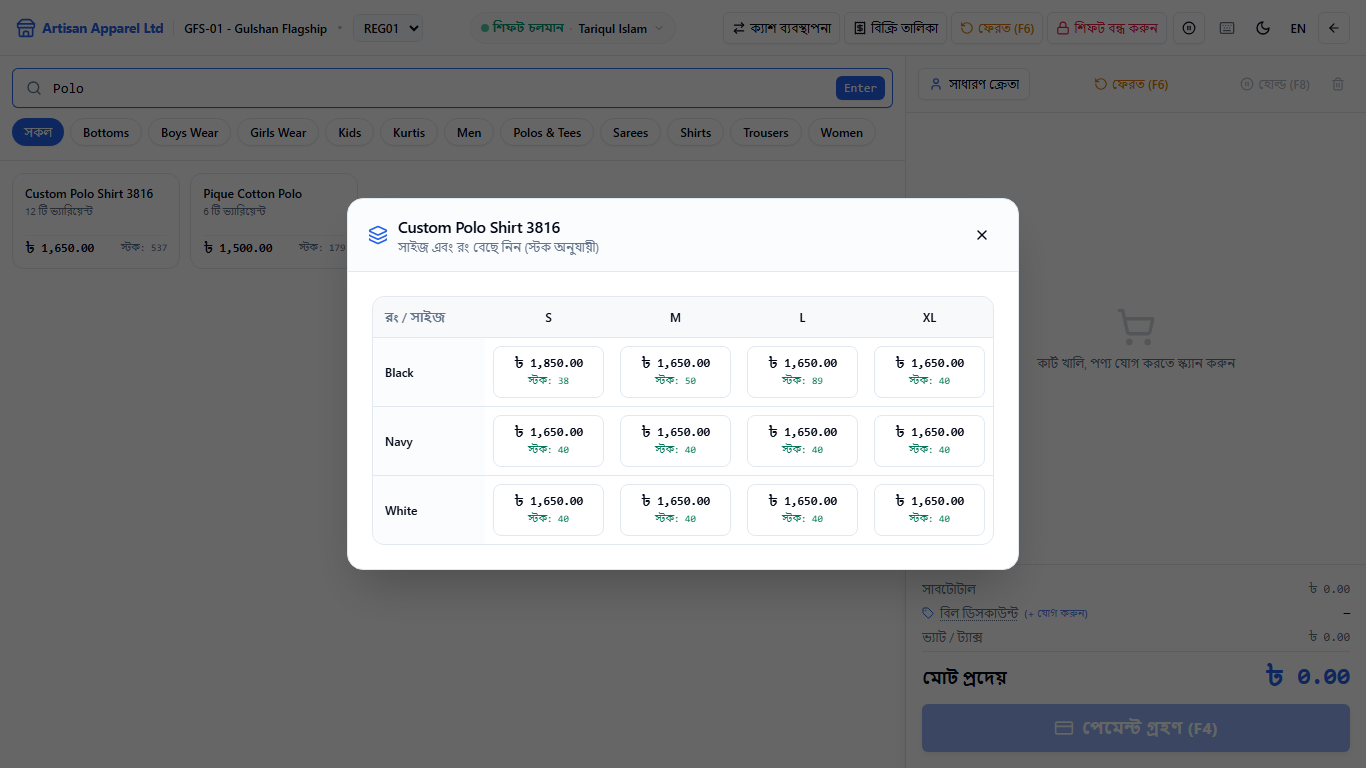 Artisan Apparel Ltd GFS-01 - Gulshan Flagship • REG01 শিফট চলমান · Tariqul Islam ক্যাশ ব্যবস্থাপনা বিক্রি তালিকা ফেরত (F6) শিফট বন্ধ করুন EN
Polo Enter
সাধারণ ক্রেতা ফেরত (F6) হোল্ড (F8)
সকল Bottoms Boys Wear Girls Wear Kids Kurtis Men Polos & Tees Sarees Shirts Trousers Women
Custom Polo Shirt 3816
12 টি ভ্যারিয়েন্ট
৳ 1,650.00 স্টক: 537
Pique Cotton Polo
6 টি ভ্যারিয়েন্ট
৳ 1,500.00 স্টক: 179
Custom Polo Shirt 3816
সাইজ এবং রং বেছে নিন (স্টক অনুযায়ী)
রং / সাইজ S M L XL
Black ৳ 1,850.00 ৳ 1,650.00 ৳ 1,650.00 ৳ 1,650.00
স্টক: 38 স্টক: 50 স্টক: 89 স্টক: 40
Navy ৳ 1,650.00 ৳ 1,650.00 ৳ 1,650.00 ৳ 1,650.00
স্টক: 40 স্টক: 40 স্টক: 40 স্টক: 40
White ৳ 1,650.00 ৳ 1,650.00 ৳ 1,650.00 ৳ 1,650.00
স্টক: 40 স্টক: 40 স্টক: 40 স্টক: 40
কার্ট খালি, পণ্য যোগ করতে স্ক্যান করুন
সাবটোটাল ৳ 0.00
বিল ডিসকাউন্ট (+ যোগ করুন) —
ভ্যাট / ট্যাক্স ৳ 0.00
মোট প্রদেয় ৳ 0.00
পেমেন্ট গ্রহণ (F4)